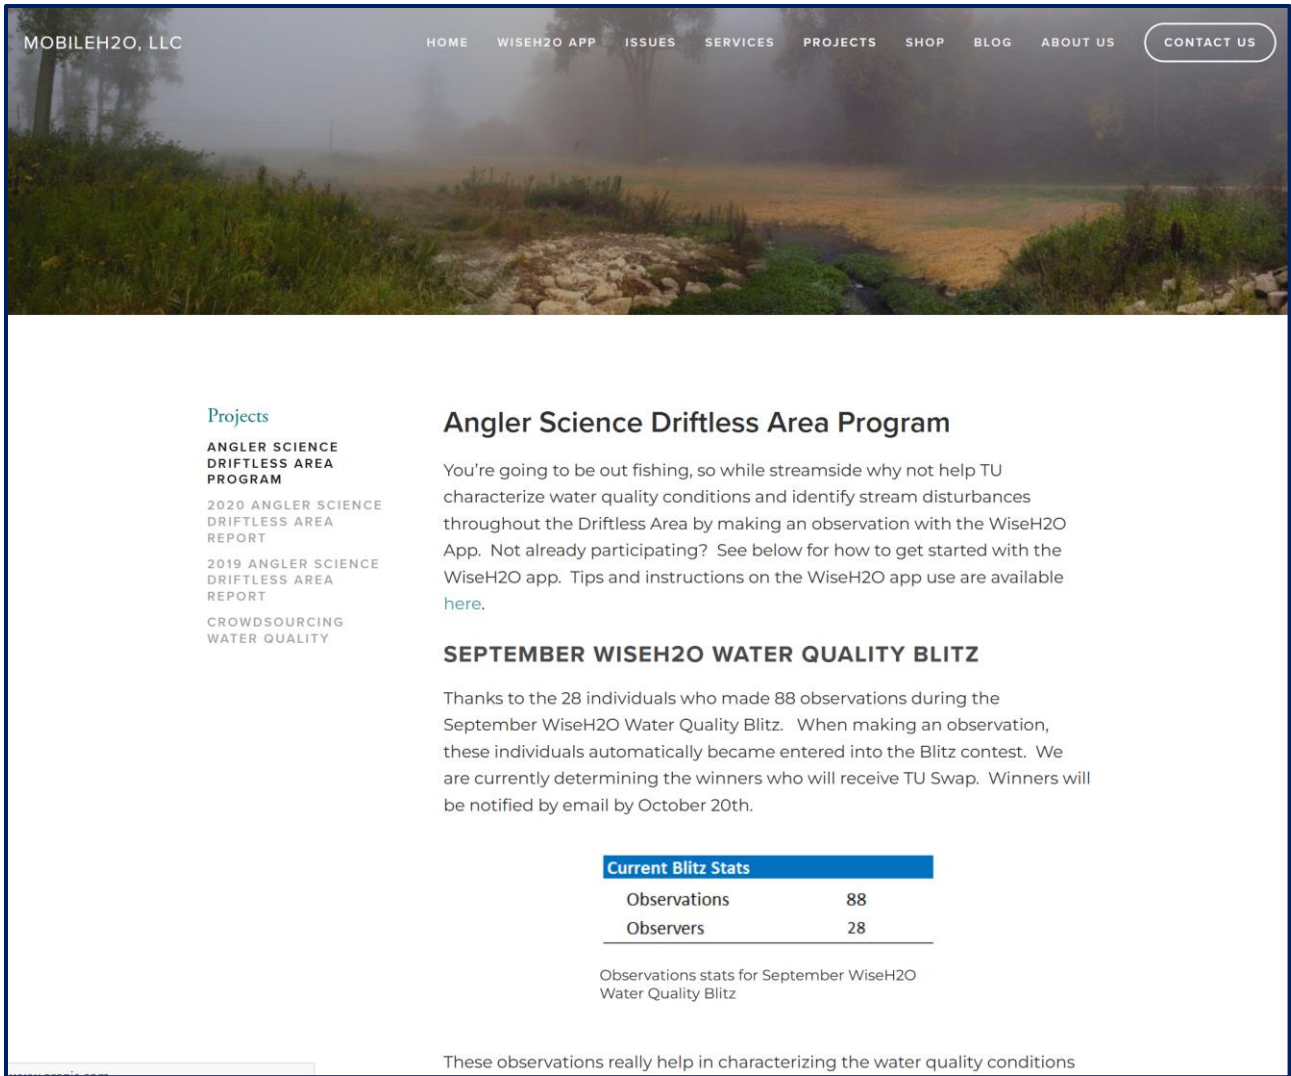 MOBILEH2O, LLC
HOME WISEH2O APP ISSUES SERVICES PROJECTS SHOP BLOG ABOUT US CONTACT US
Projects
ANGLER SCIENCE
DRIFTLESS AREA
PROGRAM
2020 ANGLER SCIENCE
DRIFTLESS AREA
REPORT
2019 ANGLER SCIENCE
DRIFTLESS AREA
REPORT
CROWDSOURCING
WATER QUALITY
Angler Science Driftless Area Program
You're going to be out fishing, so while streamside why not help TU
characterize water quality conditions and identify stream disturbances
throughout the Driftless Area by making an observation with the WiseH2O
App. Not already participating? See below for how to get started with the
WiseH2O app. Tips and instructions on the WiseH2O app use are available
here.
SEPTEMBER WISEH2O WATER QUALITY BLITZ
Thanks to the 28 individuals who made 88 observations during the
September WiseH2O Water Quality Blitz. When making an observation,
these individuals automatically became entered into the Blitz contest. We
are currently determining the winners who will receive TU Swap. Winners will
be notified by email by October 20th.
Current Blitz Stats
Observations 88
Observers 28
Observations stats for September WiseH2O
Water Quality Blitz
These observations really help in characterizing the water quality conditions